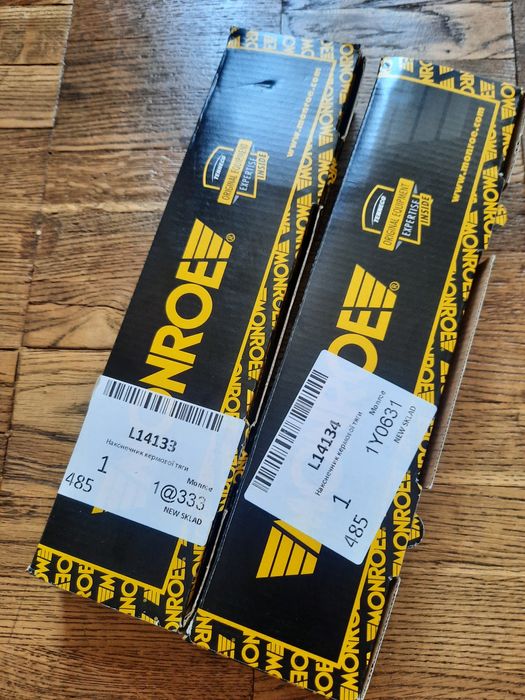 www.monroe.com
TENNECO
ORIGINAL EQUIPMENT
EXPERTISE
INSIDE
MONROE®
L14133
Наконечник кермової тяги
1
Monroe
485
1@333
NEW SKLAD
MONROE
www.monroe.com
TENNECO
ORIGINAL EQUIPMENT
EXPERTISE
INSIDE
OE®
L14134
Наконечник кермової тяги
1
Monroe
485
1Y0631
NEW SKLAD
MONROE